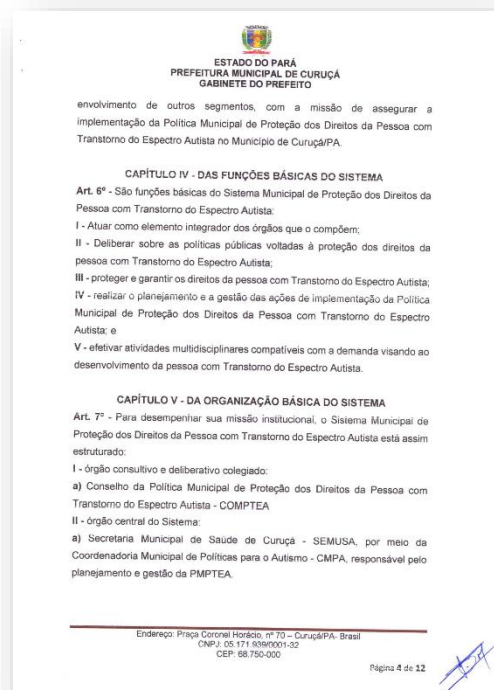 ESTADO DO PARÁ
PREFEITURA MUNICIPAL DE CURUÇÁ
GABINETE DO PREFEITO
envolvimento de outros segmentos, com a missão de assegurar a
implementação da Política Municipal de Proteção dos Direitos da Pessoa com
Transtorno do Espectro Autista no Município de Curuçá/PA.
CAPÍTULO IV - DAS FUNÇÕES BÁSICAS DO SISTEMA
Art. 6º - São funções básicas do Sistema Municipal de Proteção dos Direitos da
Pessoa com Transtorno do Espectro Autista:
I - Atuar como elemento integrador dos órgãos que o compõem;
II - Deliberar sobre as políticas públicas voltadas à proteção dos direitos da
pessoa com Transtorno do Espectro Autista;
III - proteger e garantir os direitos da pessoa com Transtorno do Espectro Autista;
IV - realizar o planejamento e a gestão das ações de implementação da Política
Municipal de Proteção dos Direitos da Pessoa com Transtorno do Espectro
Autista; e
V - efetivar atividades multidisciplinares compatíveis com a demanda visando ao
desenvolvimento da pessoa com Transtorno do Espectro Autista.
CAPÍTULO V - DA ORGANIZAÇÃO BÁSICA DO SISTEMA
Art. 7º - Para desempenhar sua missão institucional, o Sistema Municipal de
Proteção dos Direitos da Pessoa com Transtorno do Espectro Autista está assim
estruturado:
I - órgão consultivo e deliberativo colegiado:
a) Conselho da Política Municipal de Proteção dos Direitos da Pessoa com
Transtorno do Espectro Autista - COMPTEA
II - órgão central do Sistema:
a) Secretaria Municipal de Saúde de Curuçá - SEMUSA, por meio da
Coordenadoria Municipal de Políticas para o Autismo - CMPA, responsável pelo
planejamento e gestão da PMPTEA.
Endereço: Praça Coronel Horácio, nº 70 – Curuçá/PA- Brasil
CNPJ: 05.171.939/0001-32
CEP: 68.750-000
Página 4 de 12